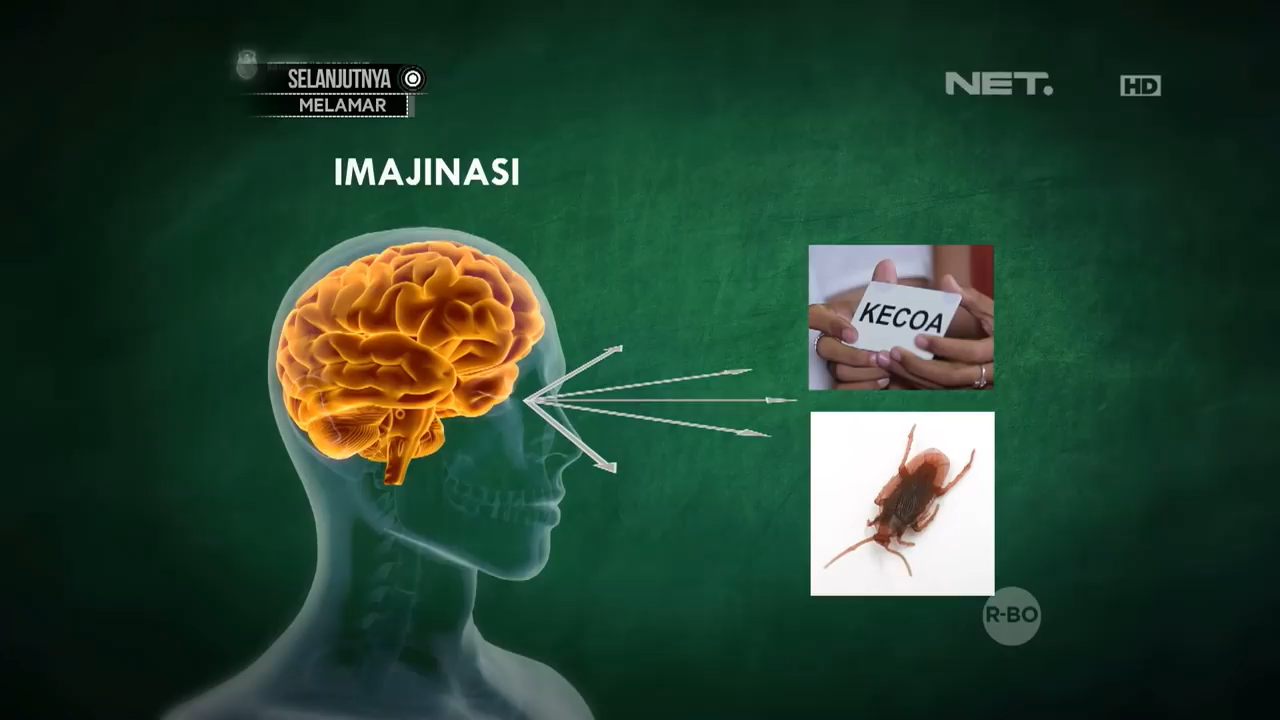 SELANJUTNYA
MELAMAR
NET.
HD
IMAJINASI
KECOA
R-BO